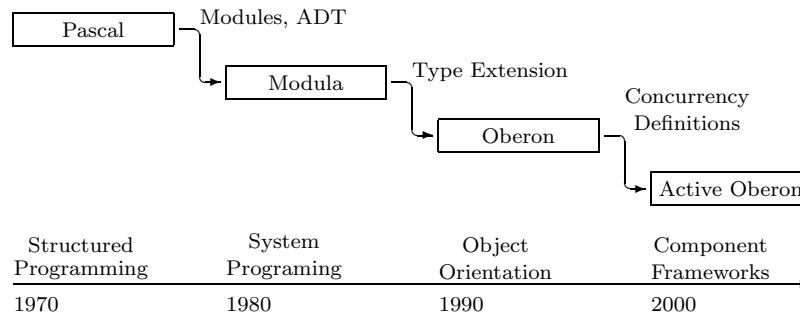 Pascal
Modules, ADT
Modula
Type Extension
Oberon
Concurrency
Definitions
Active Oberon
Structured
Programming
System
Programing
Object
Orientation
Component
Frameworks
1970
1980
1990
2000